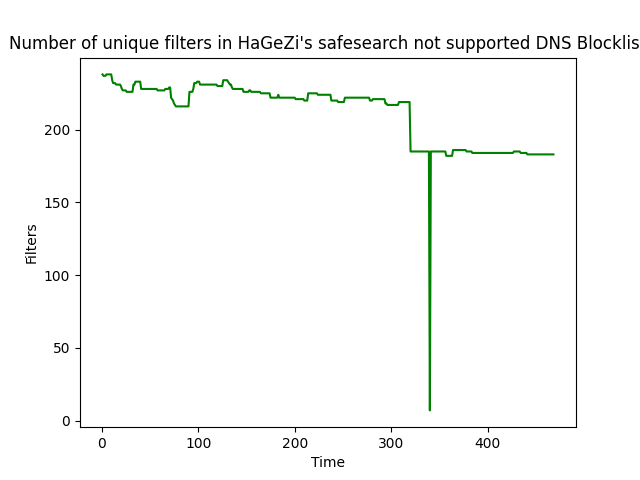 Number of unique filters in HaGeZi's safesearch not supported DNS Blocklis
Filters
200
150
100
50
0
0 100 200 300 400
Time